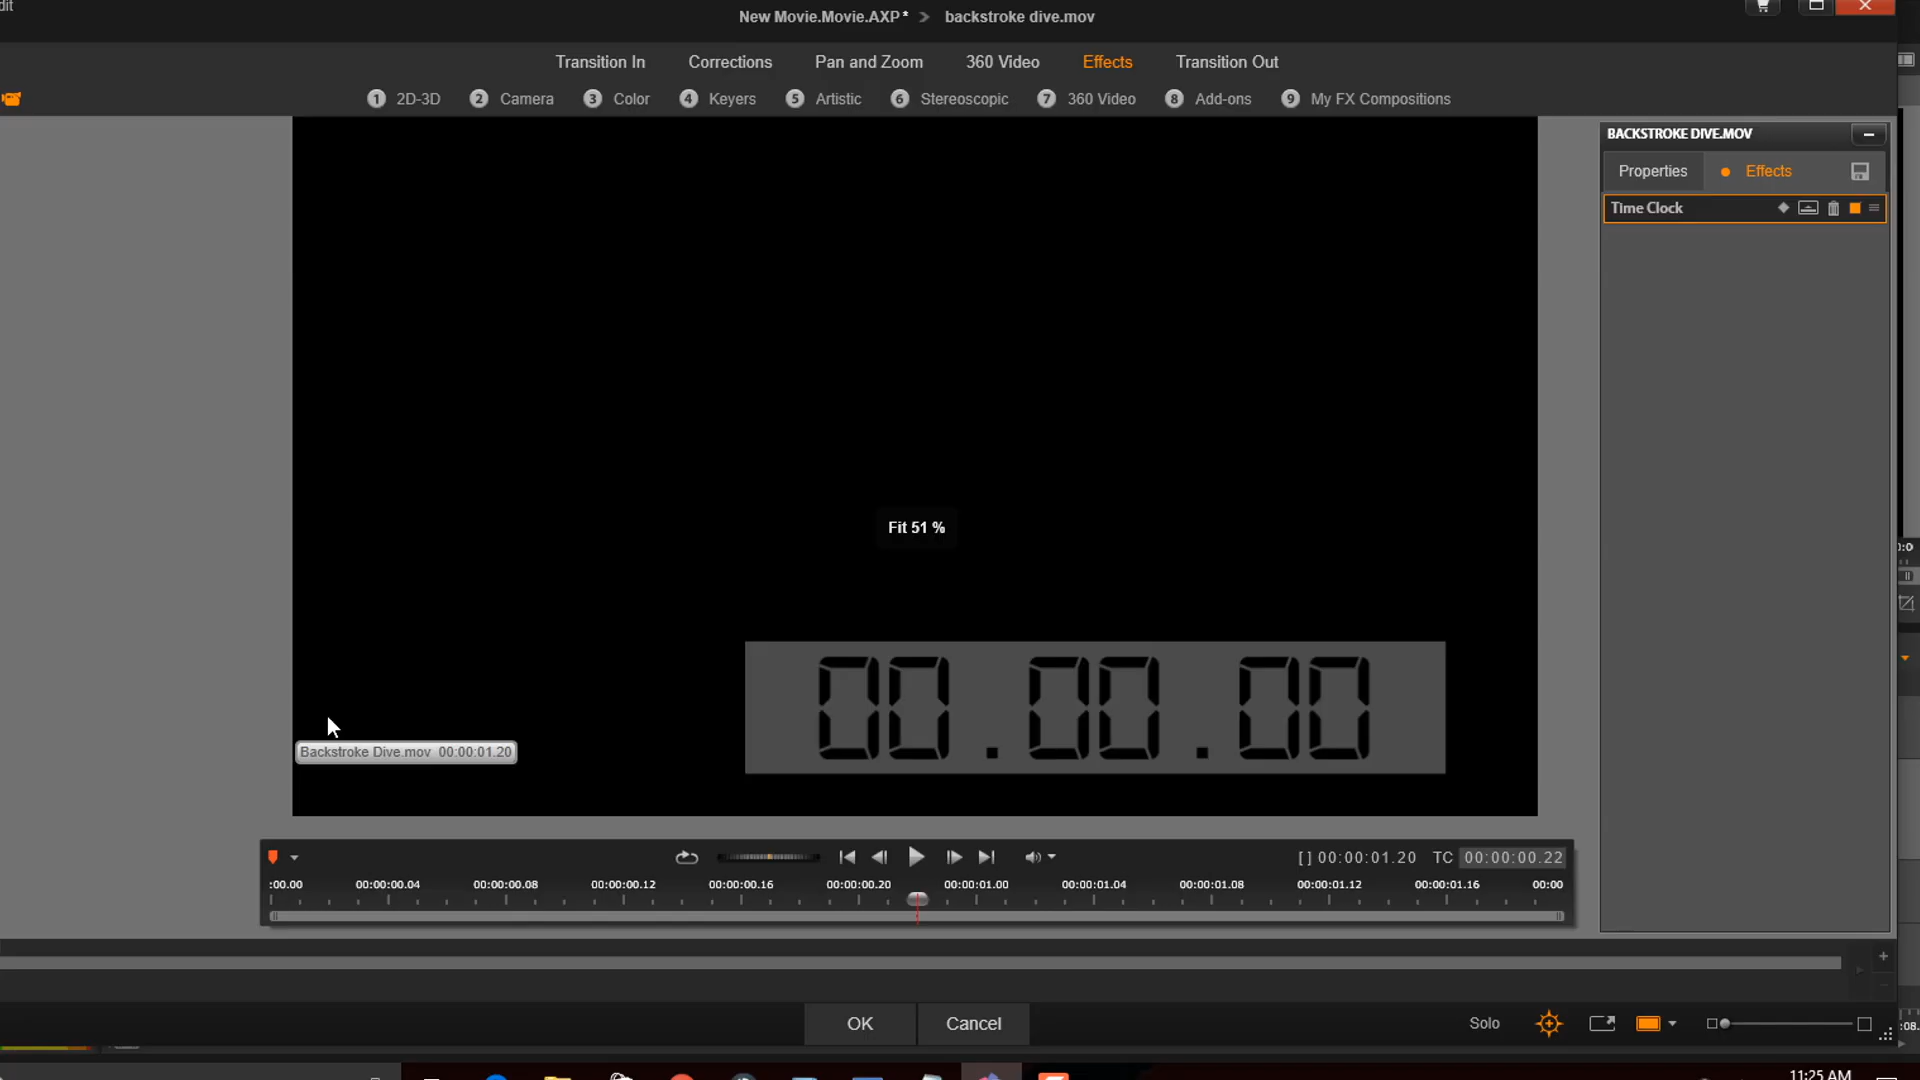 dit
New Movie.Movie.AXP* > backstroke dive.mov
Transition In Corrections Pan and Zoom 360 Video Effects Transition Out
1 2D-3D 2 Camera 3 Color 4 Keyers 5 Artistic 6 Stereoscopic 7 360 Video 8 Add-ons 9 My FX Compositions
BACKSTROKE DIVE.MOV
Properties Effects
Time Clock
Fit 51 %
00.00.00
Backstroke Dive.mov 00:00:01.20
[ ] 00:00:01.20 TC 00:00:00.22
:00.00 00:00:00.04 00:00:00.08 00:00:00.12 00:00:00.16 00:00:00.20 00:00:01.00 00:00:01.04 00:00:01.08 00:00:01.12 00:00:01.16 00:00
OK Cancel Solo
:08.
11:25 AM